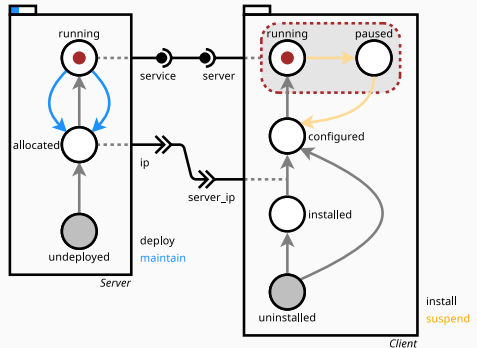 running
service
allocated
ip
undeployed
deploy
maintain
Server
running
paused
server
configured
server_ip
installed
uninstalled
install
suspend
Client